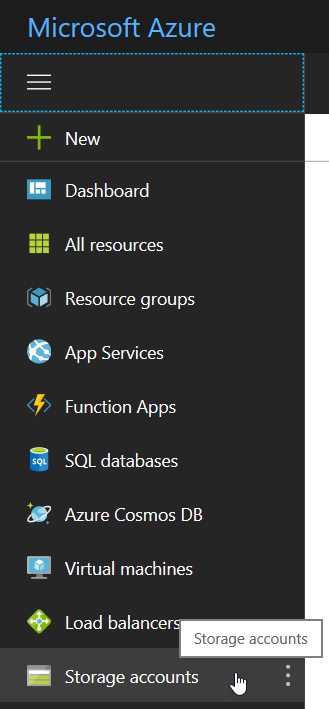 Microsoft Azure
New
Dashboard
All resources
Resource groups
App Services
Function Apps
SQL databases
Azure Cosmos DB
Virtual machines
Load balancers
Storage accounts
Storage accounts